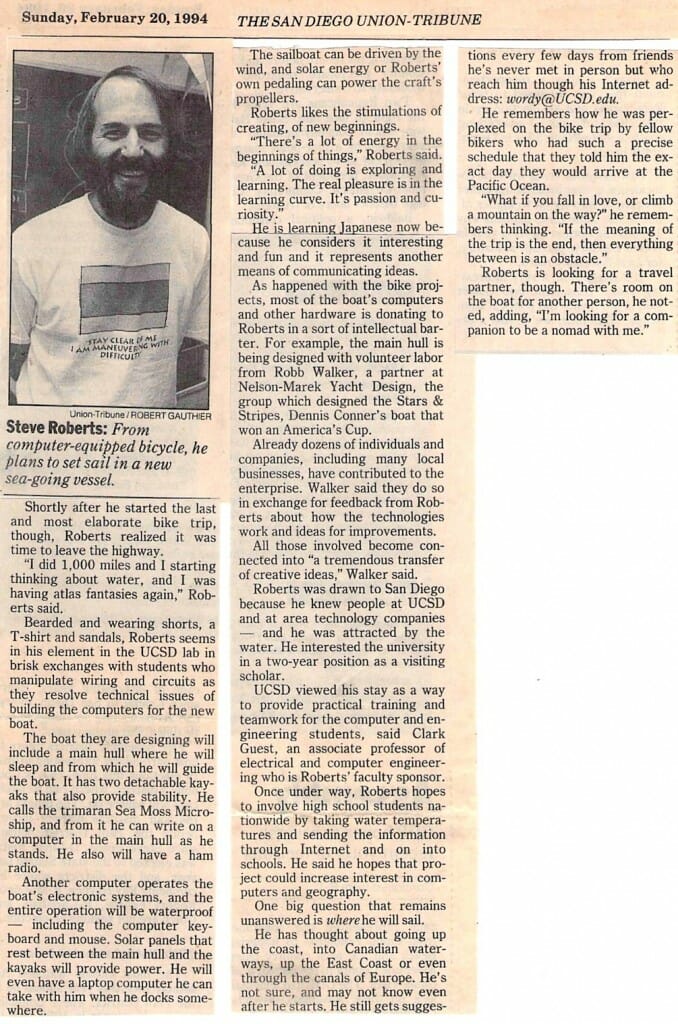 Sunday, February 20, 1994
THE SAN DIEGO UNION-TRIBUNE
STAY CLEAR OF ME
I AM MANEUVERING WITH
DIFFICULTY
Union-Tribune / ROBERT GAUTHIER
Steve Roberts: From
computer-equipped bicycle, he
plans to set sail in a new
sea-going vessel.
Shortly after he started the last
and most elaborate bike trip,
though, Roberts realized it was
time to leave the highway.
"I did 1,000 miles and I starting
thinking about water, and I was
having atlas fantasies again," Rob-
erts said.
Bearded and wearing shorts, a
T-shirt and sandals, Roberts seems
in his element in the UCSD lab in
brisk exchanges with students who
manipulate wiring and circuits as
they resolve technical issues of
building the computers for the new
boat.
The boat they are designing will
include a main hull where he will
sleep and from which he will guide
the boat. It has two detachable kay-
aks that also provide stability. He
calls the trimaran Sea Moss Micro-
ship, and from it he can write on a
computer in the main hull as he
stands. He also will have a ham
radio.
Another computer operates the
boat's electronic systems, and the
entire operation will be waterproof
— including the computer key-
board and mouse. Solar panels that
rest between the main hull and the
kayaks will provide power. He will
even have a laptop computer he can
take with him when he docks some-
where.
The sailboat can be driven by the
wind, and solar energy or Roberts'
own pedaling can power the craft's
propellers.
Roberts likes the stimulations of
creating, of new beginnings.
"There's a lot of energy in the
beginnings of things," Roberts said.
"A lot of doing is exploring and
learning. The real pleasure is in the
learning curve. It's passion and cu-
riosity."
He is learning Japanese now be-
cause he considers it interesting
and fun and it represents another
means of communicating ideas.
As happened with the bike proj-
ects, most of the boat's computers
and other hardware is donating to
Roberts in a sort of intellectual bar-
ter. For example, the main hull is
being designed with volunteer labor
from Robb Walker, a partner at
Nelson-Marek Yacht Design, the
group which designed the Stars &
Stripes, Dennis Conner's boat that
won an America's Cup.
Already dozens of individuals and
companies, including many local
businesses, have contributed to the
enterprise. Walker said they do so
in exchange for feedback from Rob-
erts about how the technologies
work and ideas for improvements.
All those involved become con-
nected into "a tremendous transfer
of creative ideas," Walker said.
Roberts was drawn to San Diego
because he knew people at UCSD
and at area technology companies
— and he was attracted by the
water. He interested the university
in a two-year position as a visiting
scholar.
UCSD viewed his stay as a way
to provide practical training and
teamwork for the computer and en-
gineering students, said Clark
Guest, an associate professor of
electrical and computer engineer-
ing who is Roberts' faculty sponsor.
Once under way, Roberts hopes
to involve high school students na-
tionwide by taking water tempera-
tures and sending the information
through Internet and on into
schools. He said he hopes that pro-
ject could increase interest in com-
puters and geography.
One big question that remains
unanswered is where he will sail.
He has thought about going up
the coast, into Canadian water-
ways, up the East Coast or even
through the canals of Europe. He's
not sure, and may not know even
after he starts. He still gets sugges-
tions every few days from friends
he's never met in person but who
reach him though his Internet ad-
dress: wordy@UCSD.edu.
He remembers how he was per-
plexed on the bike trip by fellow
bikers who had such a precise
schedule that they told him the ex-
act day they would arrive at the
Pacific Ocean.
"What if you fall in love, or climb
a mountain on the way?" he remem-
bers thinking. "If the meaning of
the trip is the end, then everything
between is an obstacle."
Roberts is looking for a travel
partner, though. There's room on
the boat for another person, he not-
ed, adding, "I'm looking for a com-
panion to be a nomad with me."